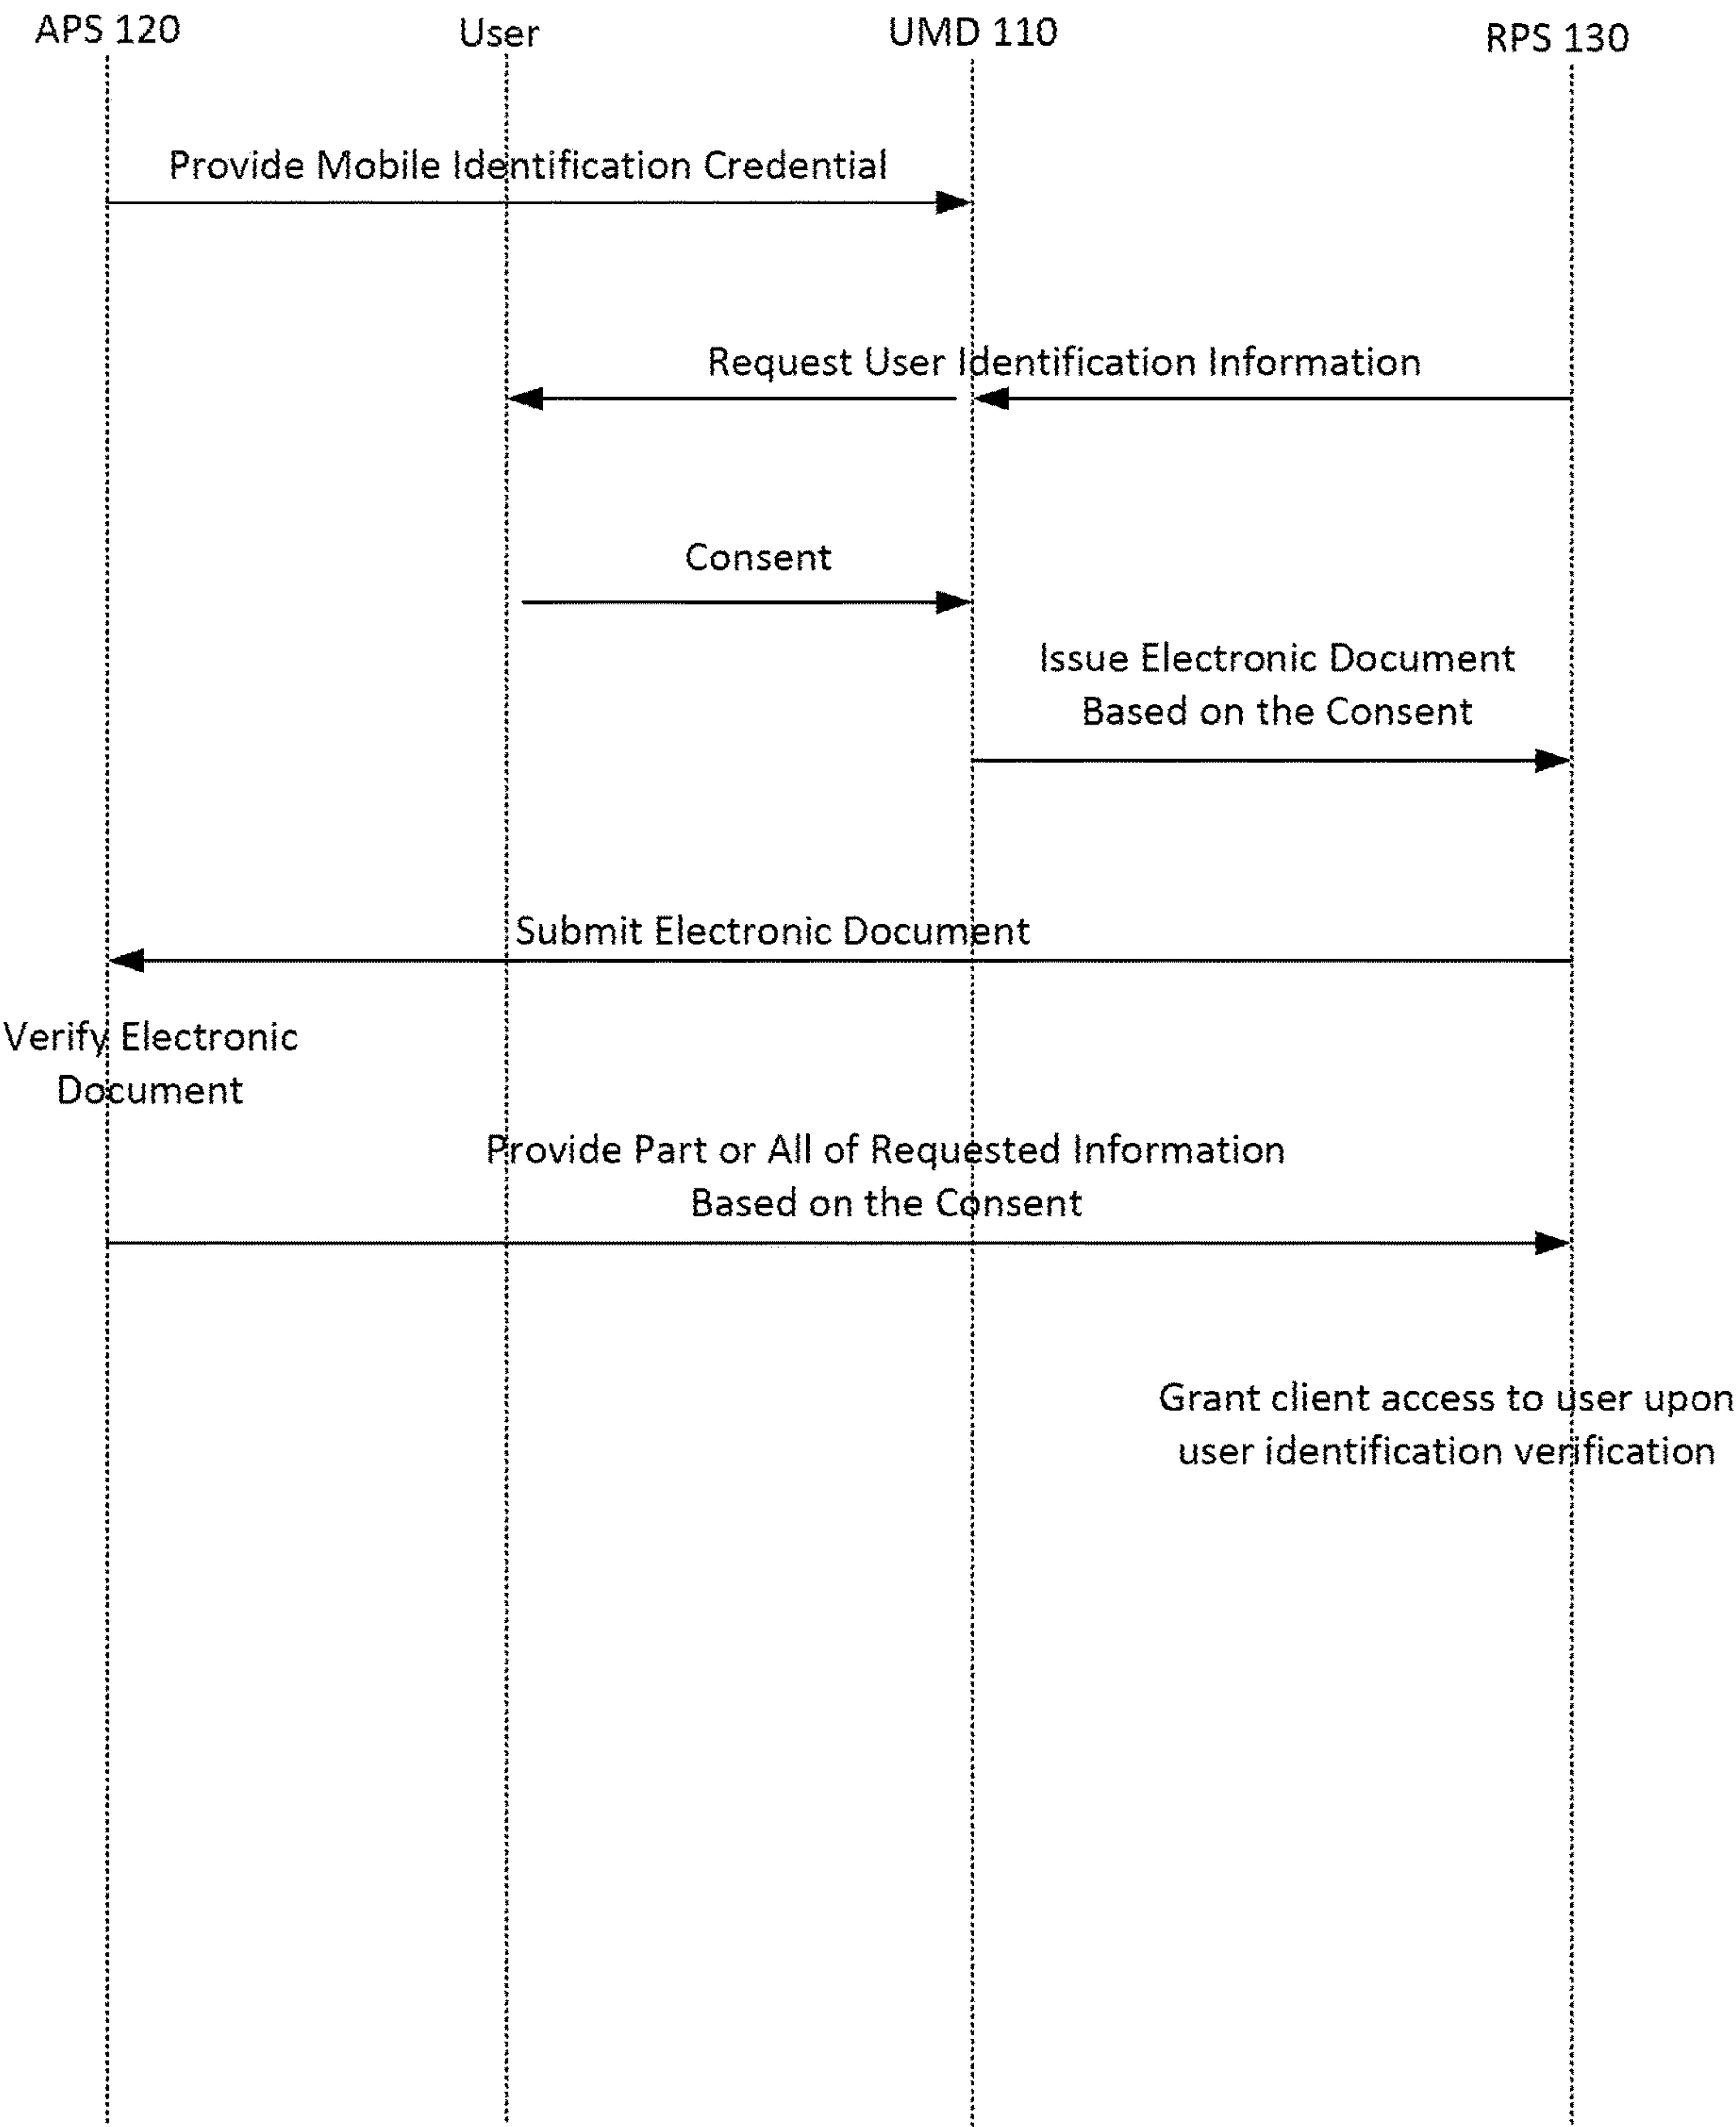 APS 120
User
UMD 110
RPS 130
Provide Mobile Identification Credential
Request User Identification Information
Consent
Issue Electronic Document
Based on the Consent
Submit Electronic Document
Verify Electronic
Document
Provide Part or All of Requested Information
Based on the Consent
Grant client access to user upon
user identification verification